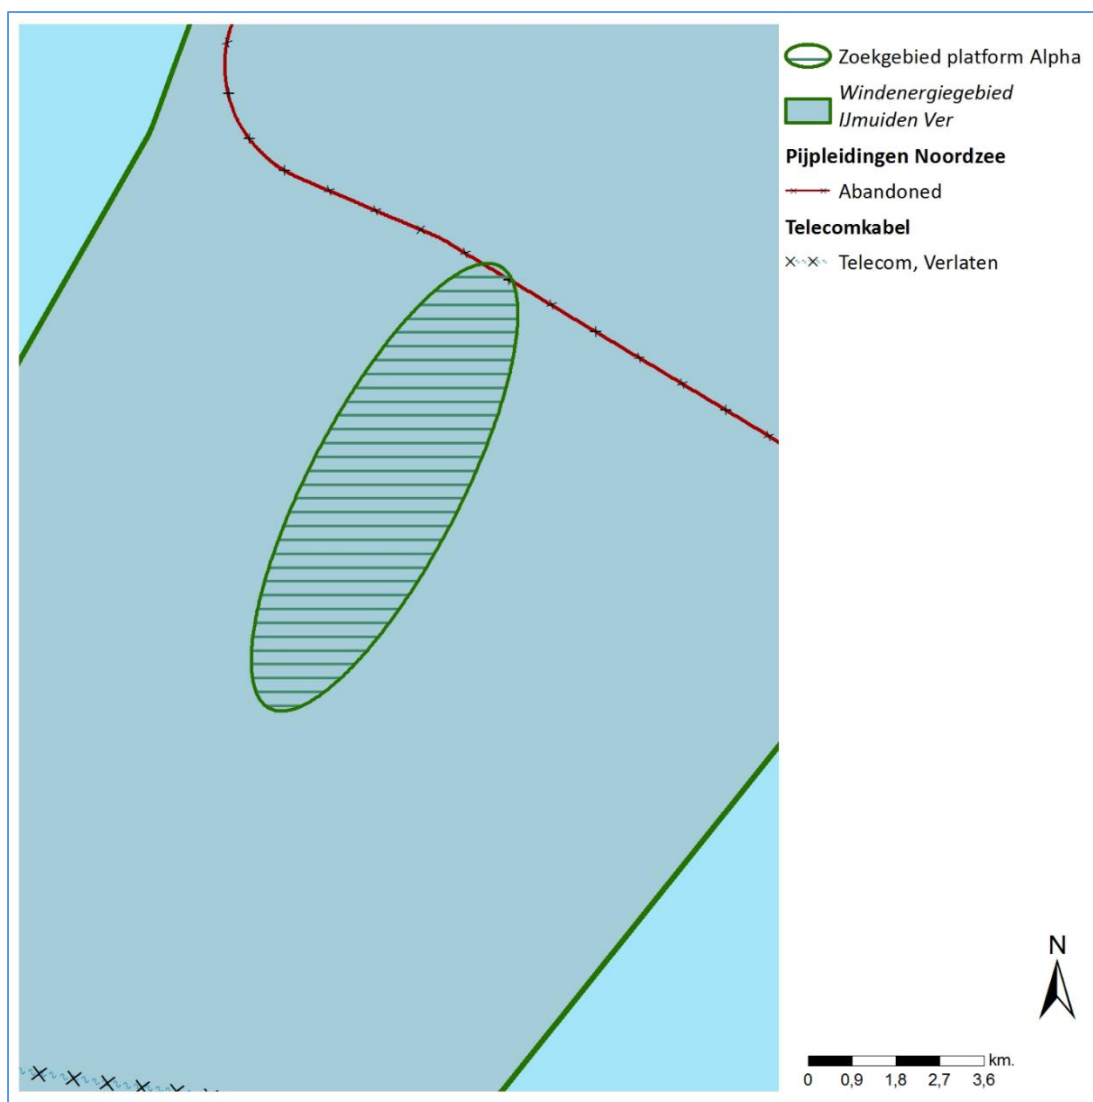 Zoekgebied platform Alpha
Windenergiegebied
IJmuiden Ver
Pijpleidingen Noordzee
Abandoned
Telecomkabel
Telecom, Verlaten
N
km.
0 0,9 1,8 2,7 3,6